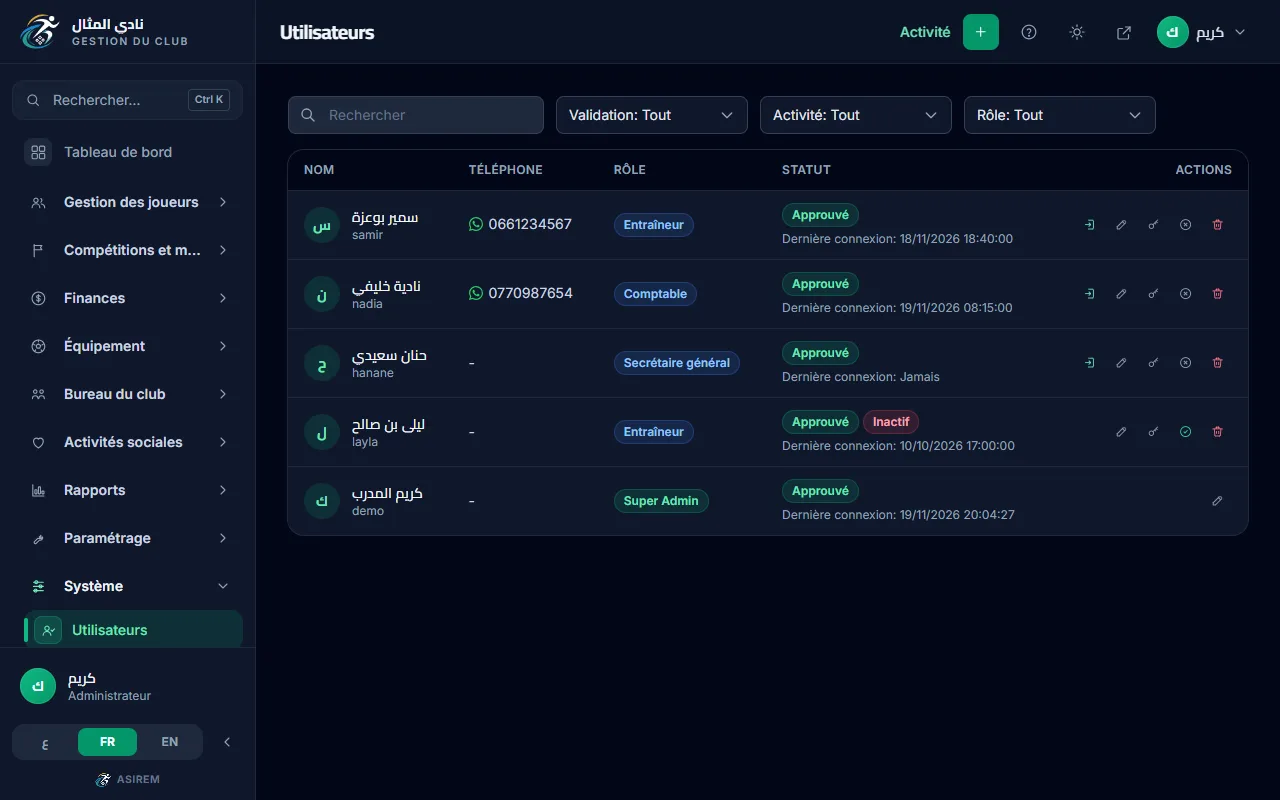 نادي المثال
GESTION DU CLUB
Rechercher...
Ctrl K
Tableau de bord
Gestion des joueurs
Compétitions et m...
Finances
Équipement
Bureau du club
Activités sociales
Rapports
Paramétrage
Système
Utilisateurs
ك
كريم
Administrateur
ع
FR
EN
ASIREM
Utilisateurs
Activité
+
ك
كريم
Rechercher
Validation: Tout
Activité: Tout
Rôle: Tout
NOM TÉLÉPHONE RÔLE STATUT ACTIONS
س
سمير بوعزة
samir
0661234567
Entraîneur
Approuvé
Dernière connexion: 18/11/2026 18:40:00
ن
نادية خليفي
nadia
0770987654
Comptable
Approuvé
Dernière connexion: 19/11/2026 08:15:00
ح
حنان سعيدي
hanane
-
Secrétaire général
Approuvé
Dernière connexion: Jamais
ل
ليلى بن صالح
layla
-
Entraîneur
Approuvé Inactif
Dernière connexion: 10/10/2026 17:00:00
ك
كريم المدرب
demo
-
Super Admin
Approuvé
Dernière connexion: 19/11/2026 20:04:27